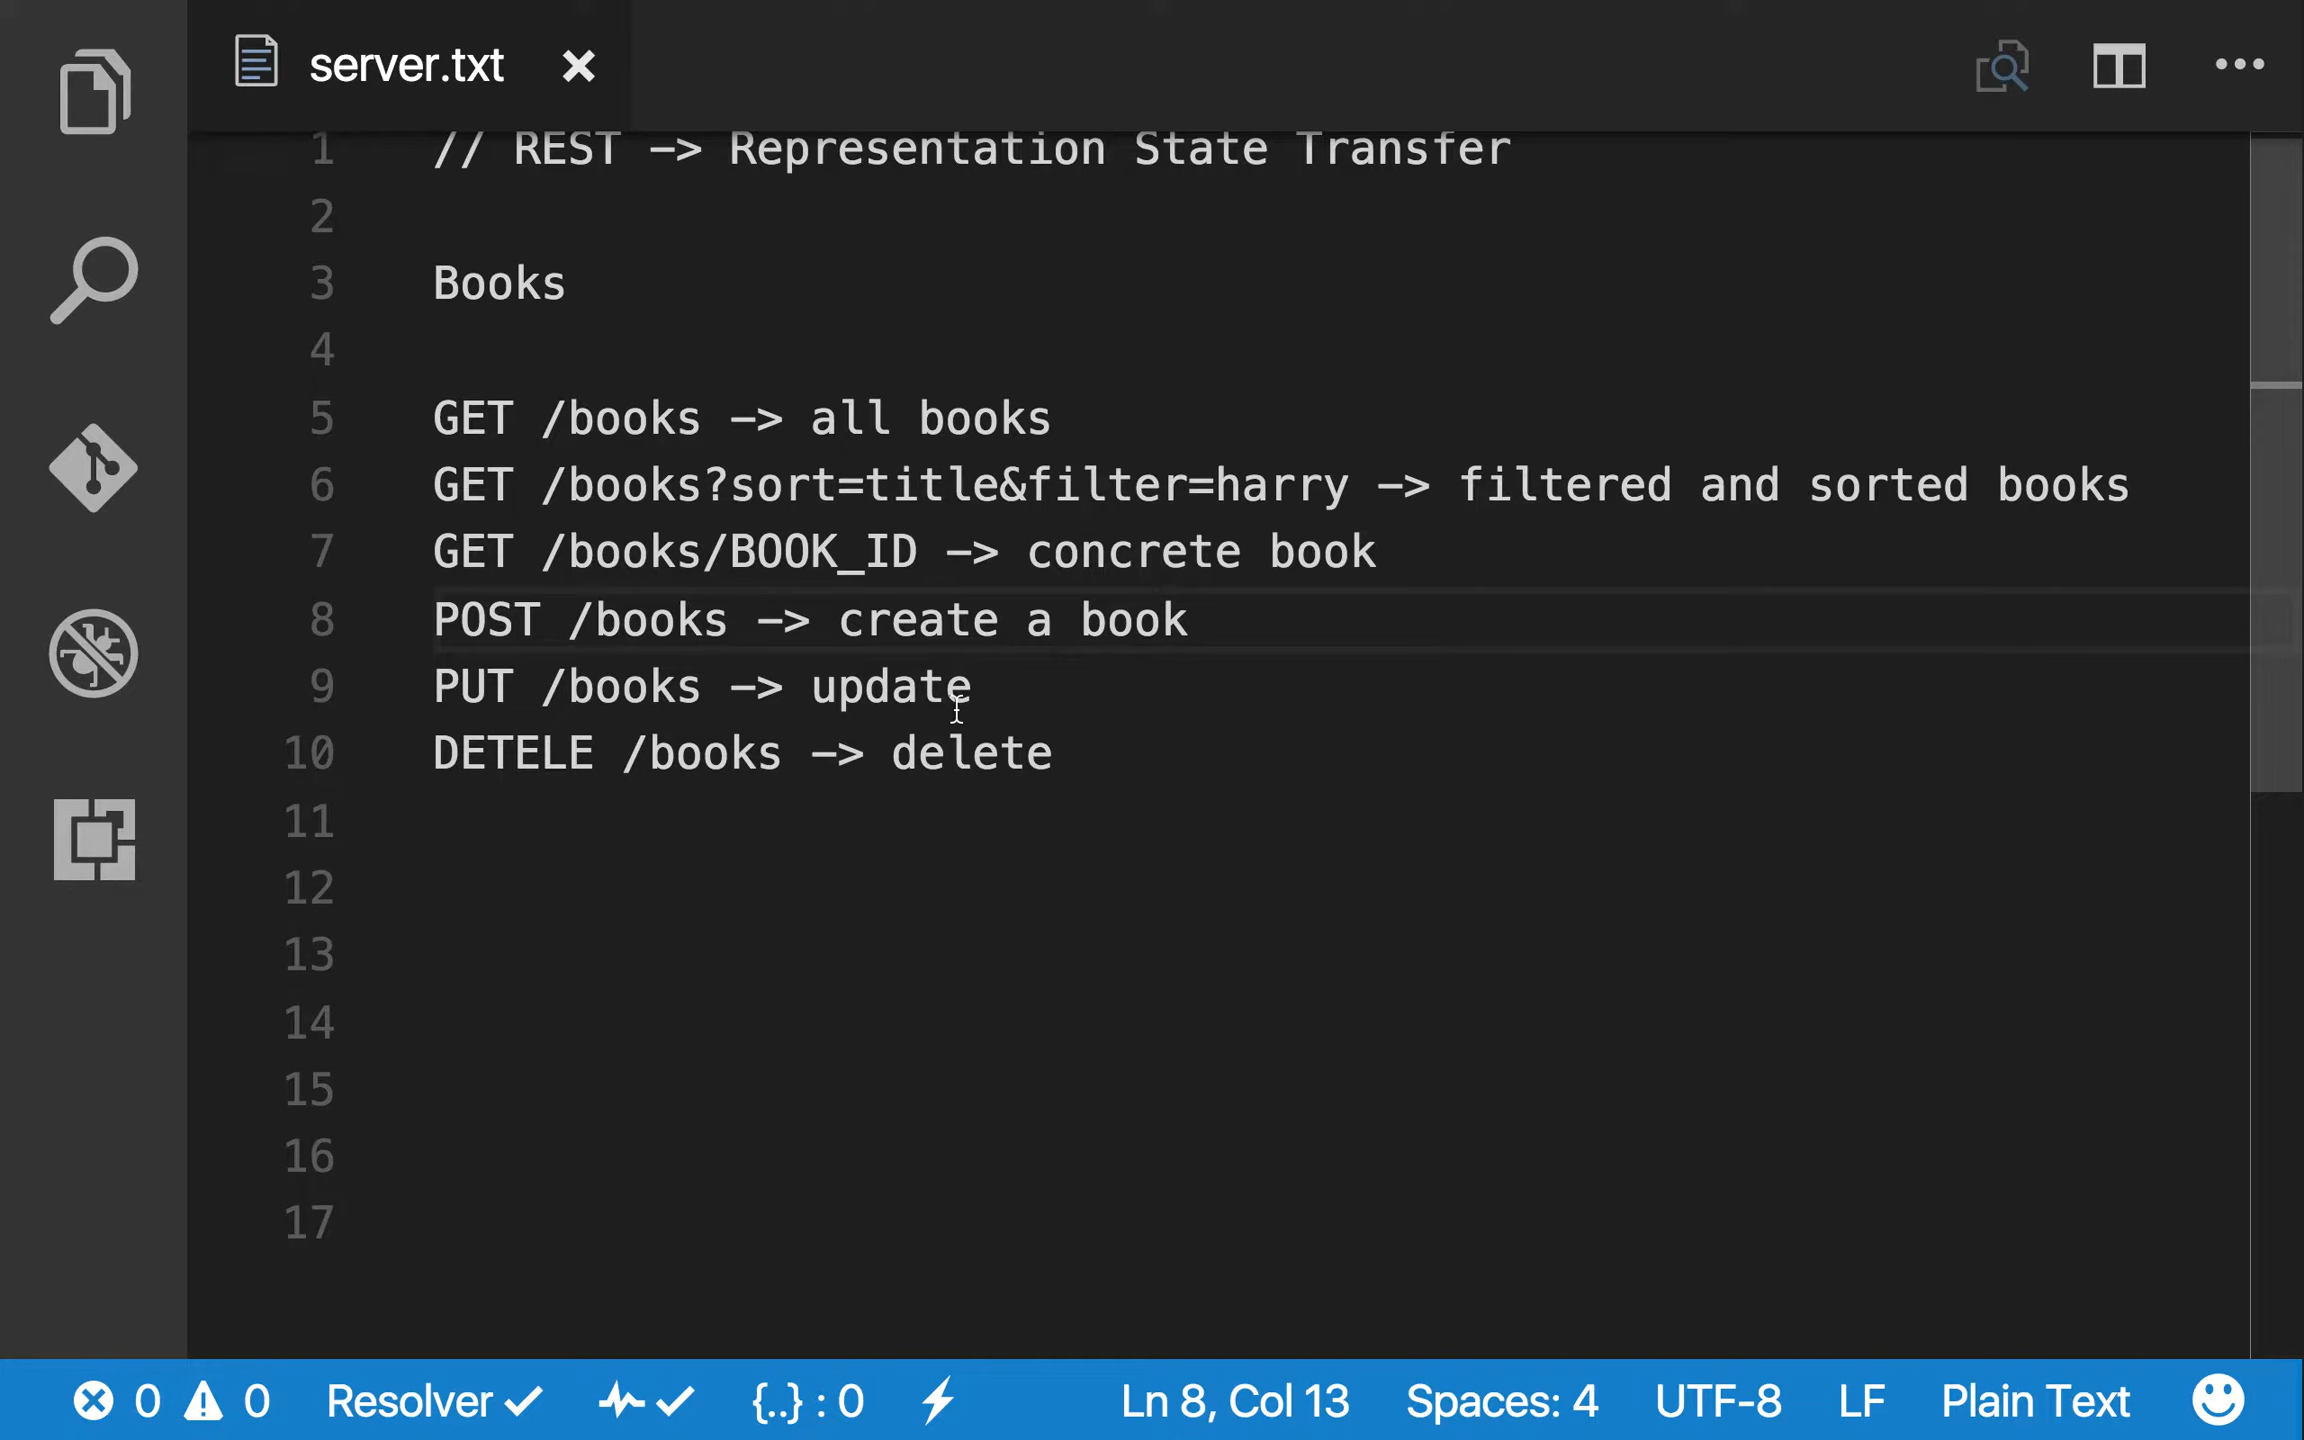 server.txt
1 // REST -> Representation State Transfer
2
3 Books
4
5 GET /books -> all books
6 GET /books?sort=title&filter=harry -> filtered and sorted books
7 GET /books/BOOK_ID -> concrete book
8 POST /books -> create a book
9 PUT /books -> update
10 DETELE /books -> delete
11
12
13
14
15
16
17
0 0 Resolver {..} : 0 Ln 8, Col 13 Spaces: 4 UTF-8 LF Plain Text